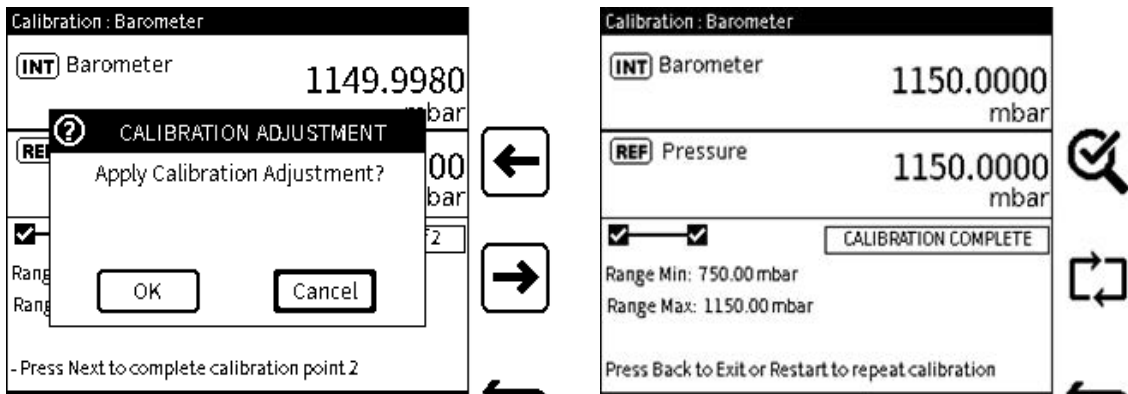 Calibration : Barometer
INT Barometer
1149.9980
mbar
CALIBRATION ADJUSTMENT
Apply Calibration Adjustment?
00
bar
2
Rang
Rang
OK Cancel
- Press Next to complete calibration point 2
Calibration : Barometer
INT Barometer
1150.0000
mbar
REF Pressure
1150.0000
mbar
CALIBRATION COMPLETE
Range Min: 750.00 mbar
Range Max: 1150.00 mbar
Press Back to Exit or Restart to repeat calibration